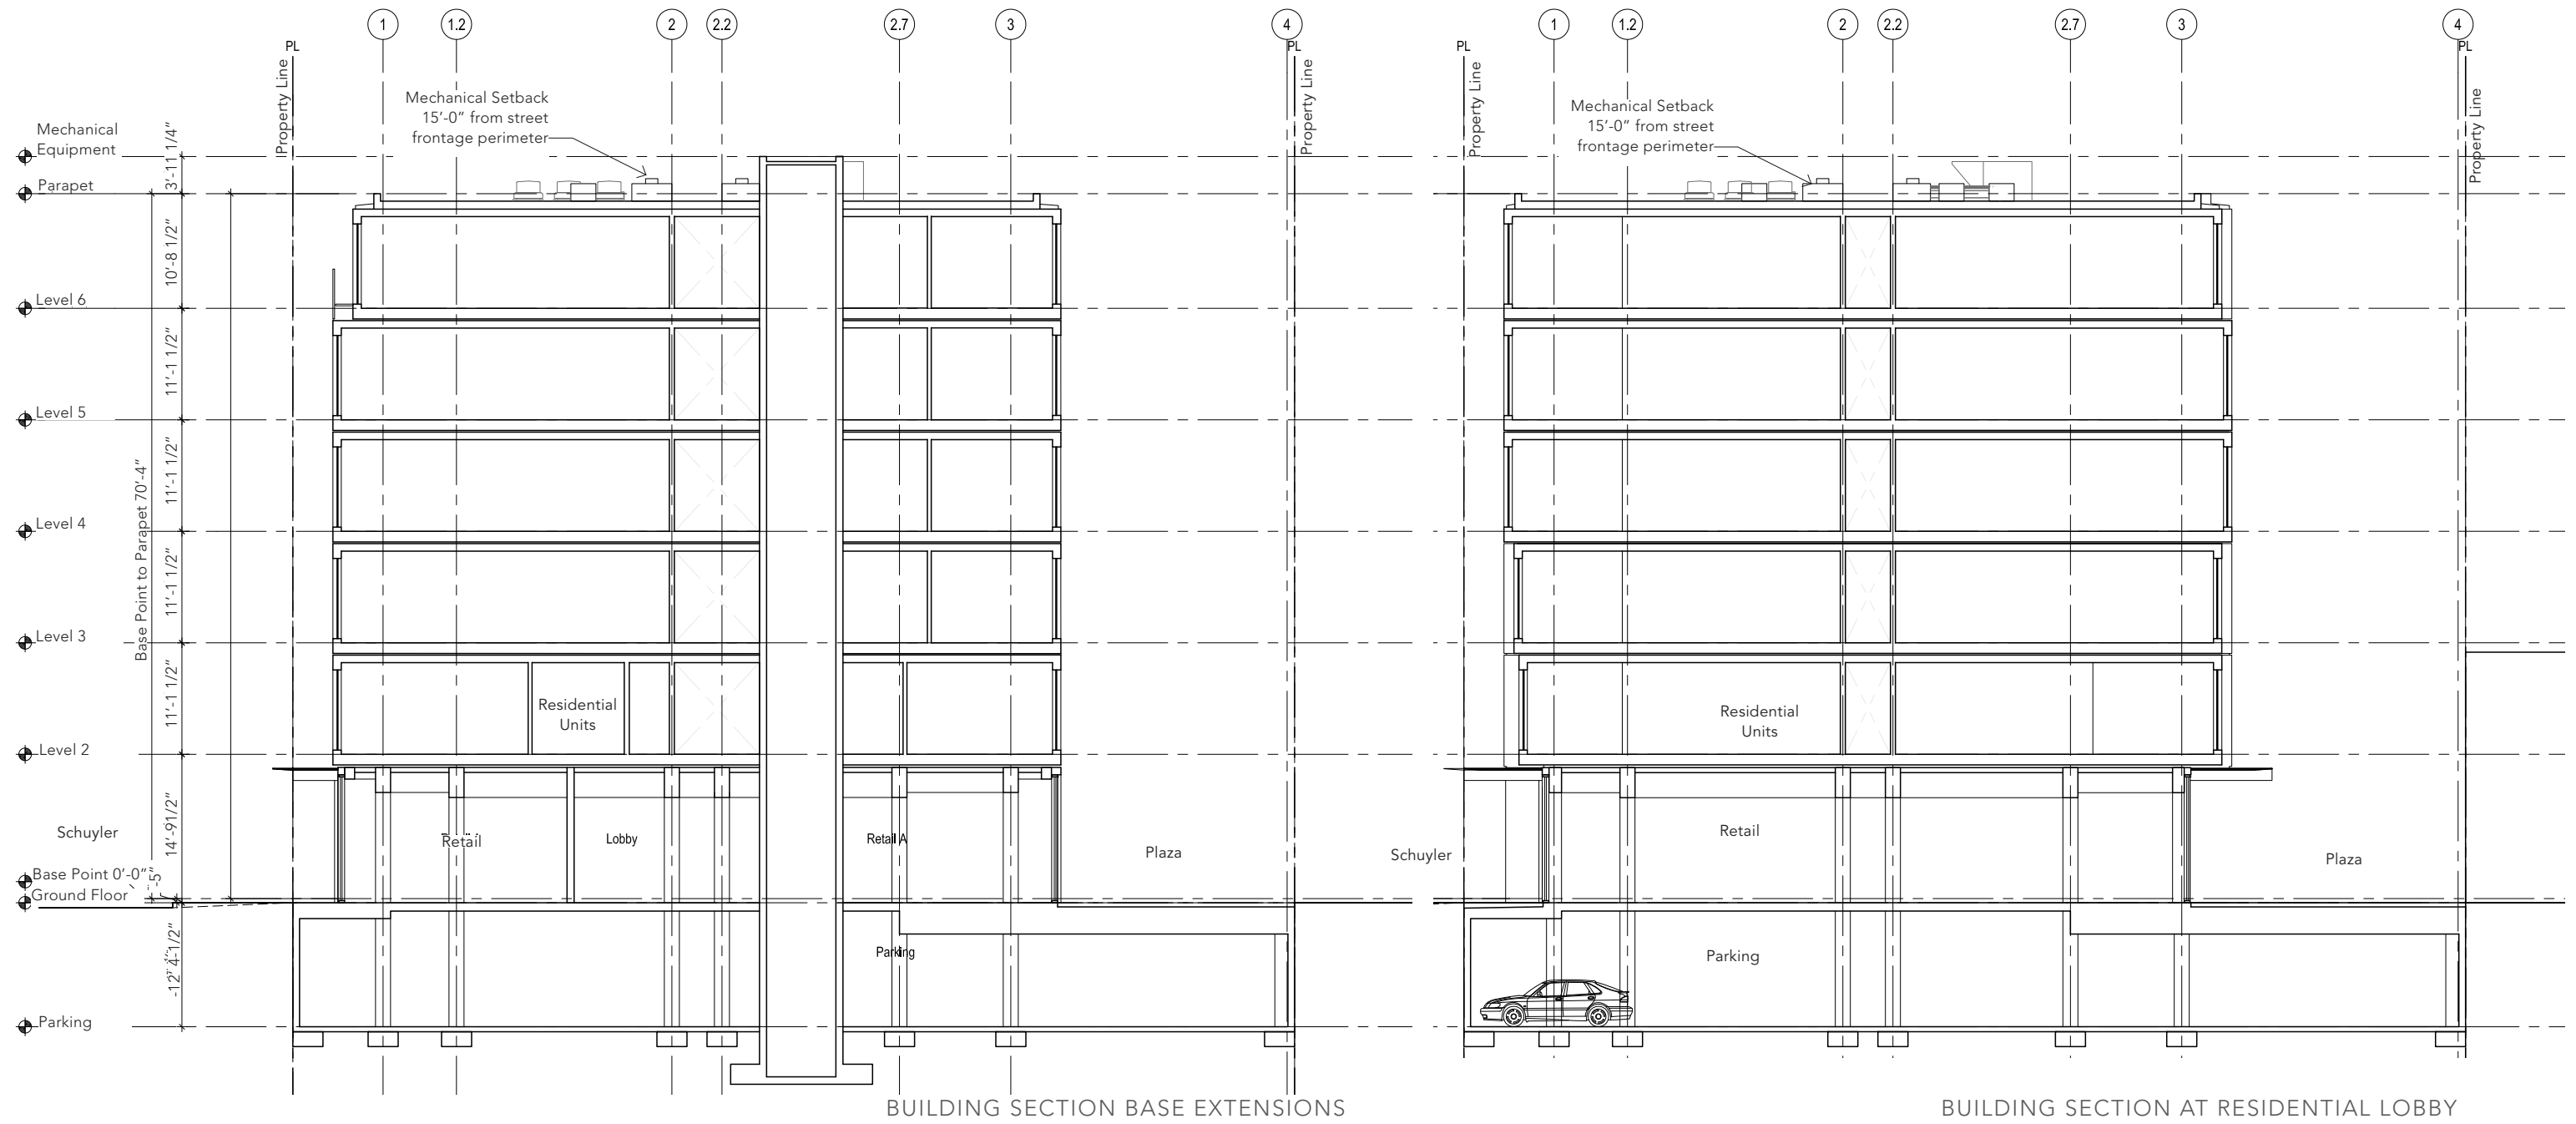 1 1.2 2 2.2 2.7 3 4 1 1.2 2 2.2 2.7 3 4
PL PL PL PL
Property Line
Property Line
Property Line
Property Line
Mechanical Setback
15'-0" from street
frontage perimeter
Mechanical Setback
15'-0" from street
frontage perimeter
Mechanical
Equipment
3'-11 1/4"
Parapet
10'-8 1/2"
Level 6
11'-1 1/2"
Level 5
11'-1 1/2"
Level 4
11'-1 1/2"
Level 3
11'-1 1/2"
Level 2
14'-91/2"
Base Point to Parapet 70'-4"
Schuyler
Base Point 0'-0"
Ground Floor
-5"
Parking
Residential
Units
Retail
Lobby
Retail A
Plaza
Parking
Residential
Units
Schuyler
Retail
Plaza
Parking
BUILDING SECTION BASE EXTENSIONS
BUILDING SECTION AT RESIDENTIAL LOBBY